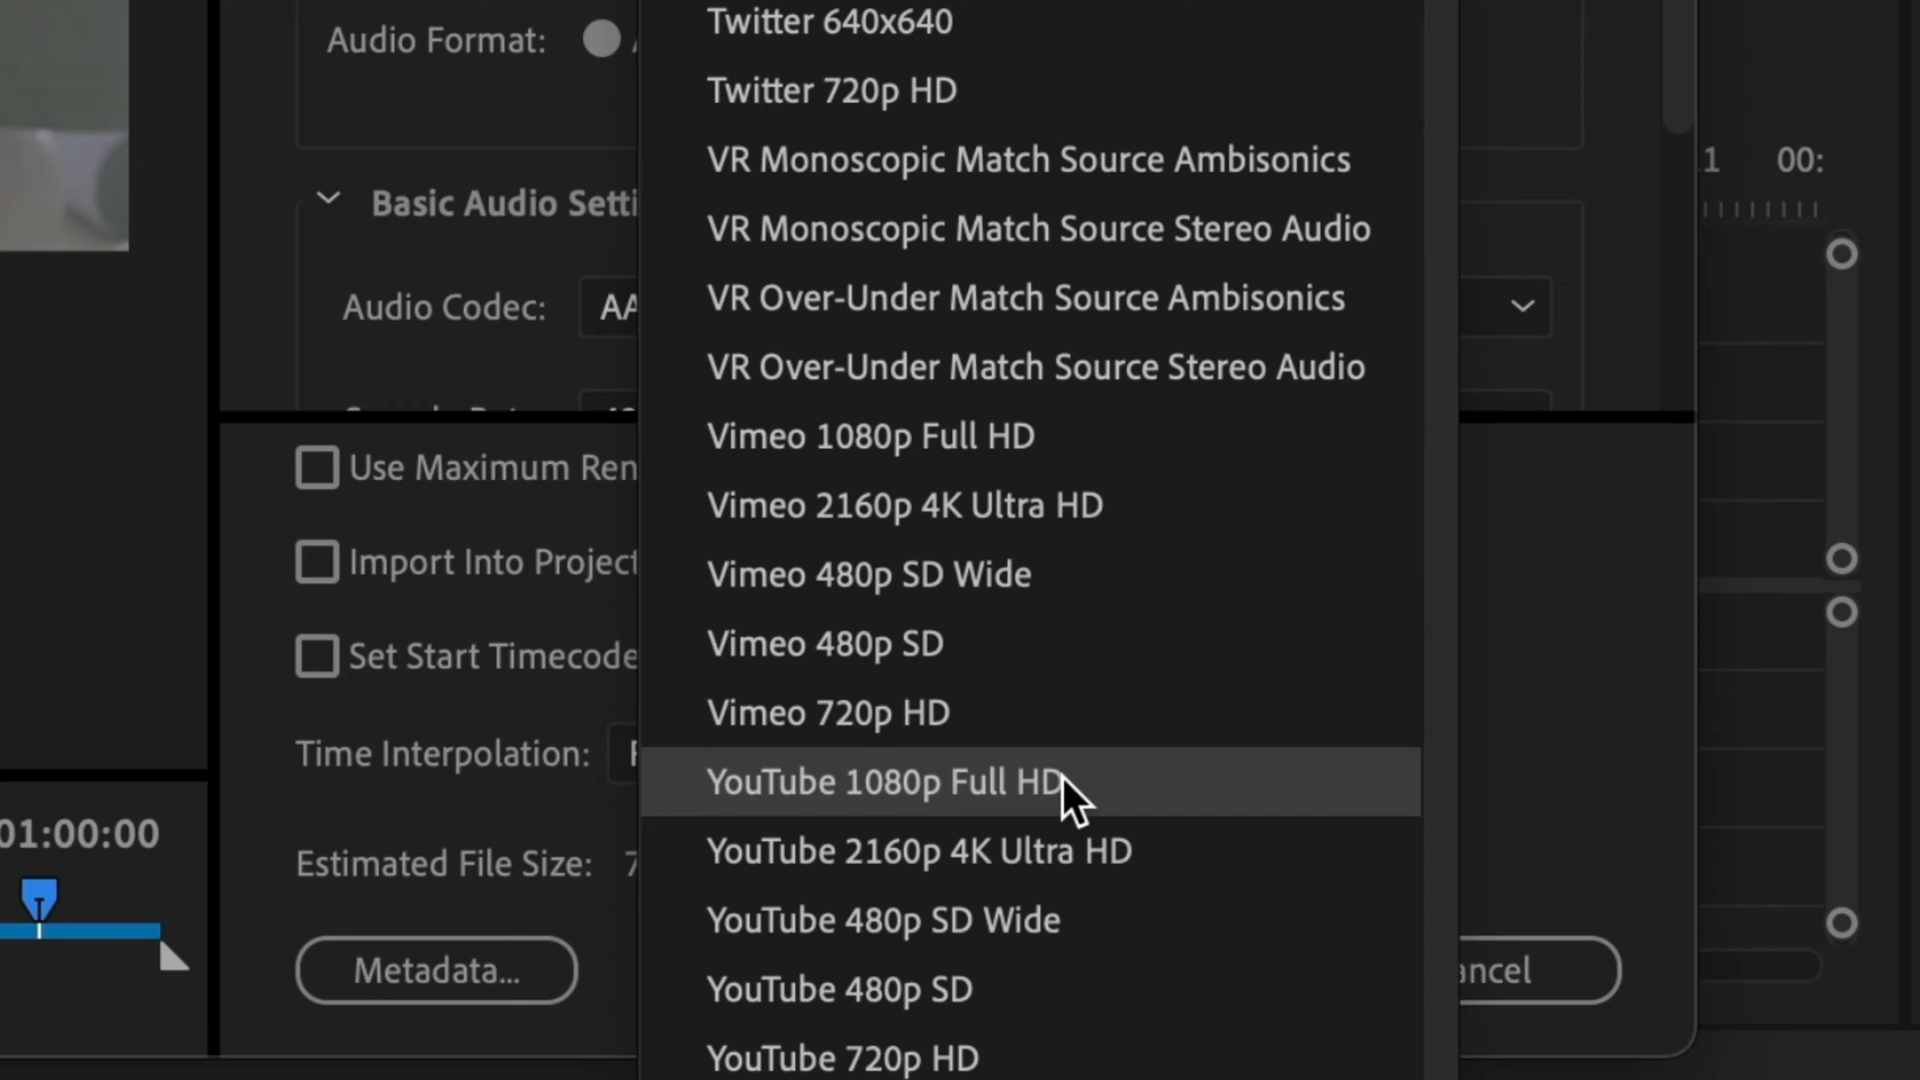 Audio Format:
Basic Audio Setti
Audio Codec: AA
Use Maximum Ren
Import Into Project
Set Start Timecode
Time Interpolation: F
Estimated File Size: 7
Metadata...
01:00:00
Twitter 640x640
Twitter 720p HD
VR Monoscopic Match Source Ambisonics
VR Monoscopic Match Source Stereo Audio
VR Over-Under Match Source Ambisonics
VR Over-Under Match Source Stereo Audio
Vimeo 1080p Full HD
Vimeo 2160p 4K Ultra HD
Vimeo 480p SD Wide
Vimeo 480p SD
Vimeo 720p HD
YouTube 1080p Full HD
YouTube 2160p 4K Ultra HD
YouTube 480p SD Wide
YouTube 480p SD
YouTube 720p HD
ancel
00: